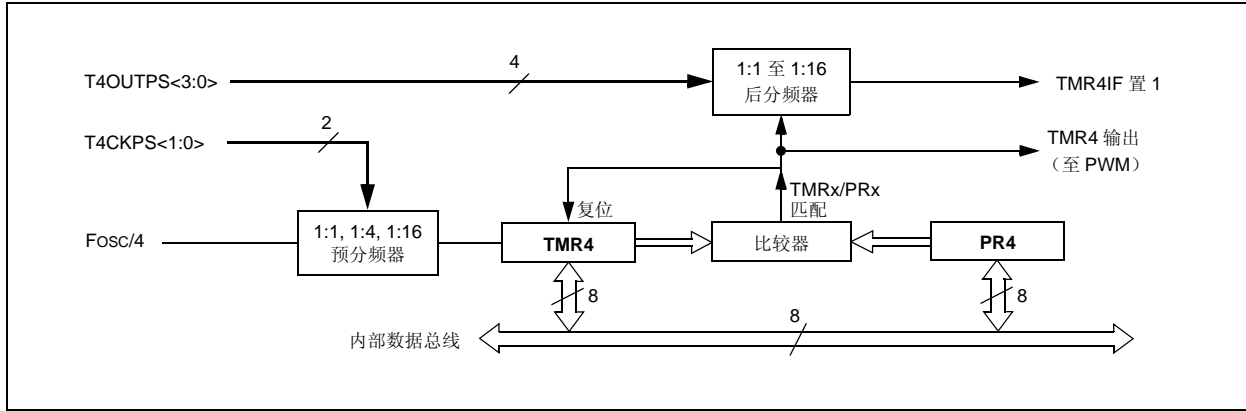 T4OUTPS<3:0>
4
1:1 至 1:16
后分频器
TMR4IF 置 1
T4CKPS<1:0>
2
TMR4 输出
（至 PWM）
TMRx/PRx
匹配
复位
FOSC/4
1:1, 1:4, 1:16
预分频器
TMR4
比较器
PR4
8
8
内部数据总线
8